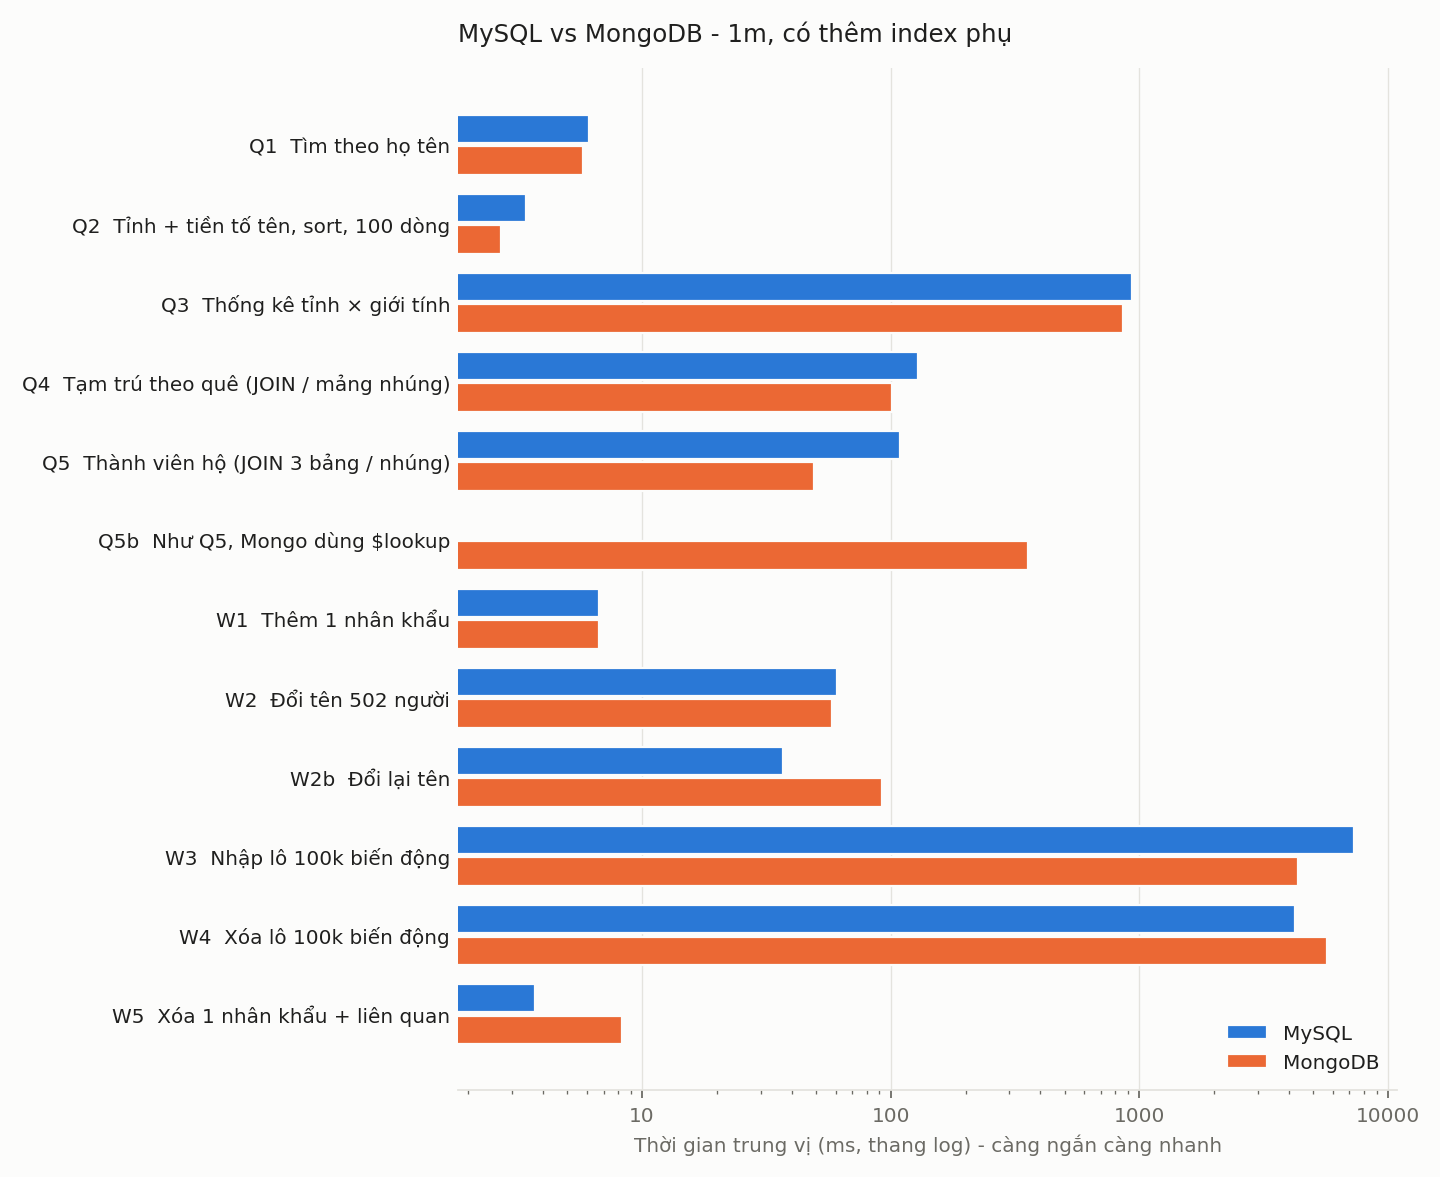 MySQL vs MongoDB - 1m, có thêm index phụ
Q1  Tìm theo họ tên
Q2  Tỉnh + tiền tố tên, sort, 100 dòng
Q3  Thống kê tỉnh × giới tính
Q4  Tạm trú theo quê (JOIN / mảng nhúng)
Q5  Thành viên hộ (JOIN 3 bảng / nhúng)
Q5b  Như Q5, Mongo dùng $lookup
W1  Thêm 1 nhân khẩu
W2  Đổi tên 502 người
W2b  Đổi lại tên
W3  Nhập lô 100k biến động
W4  Xóa lô 100k biến động
W5  Xóa 1 nhân khẩu + liên quan
MySQL
MongoDB
10 100 1000 10000
Thời gian trung vị (ms, thang log) - càng ngắn càng nhanh